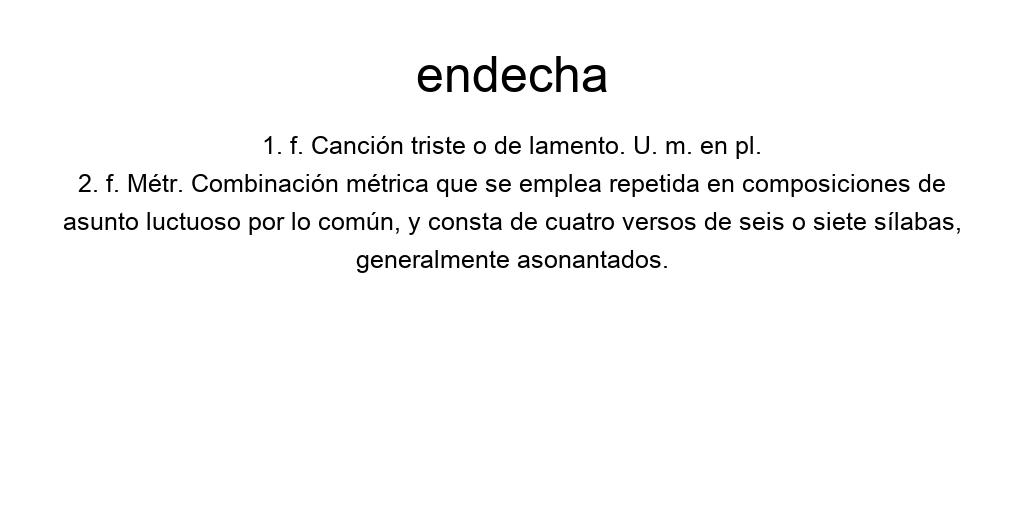 endecha
1. f. Canción triste o de lamento. U. m. en pl.
2. f. Métr. Combinación métrica que se emplea repetida en composiciones de
asunto luctuoso por lo común, y consta de cuatro versos de seis o siete sílabas,
generalmente asonantados.